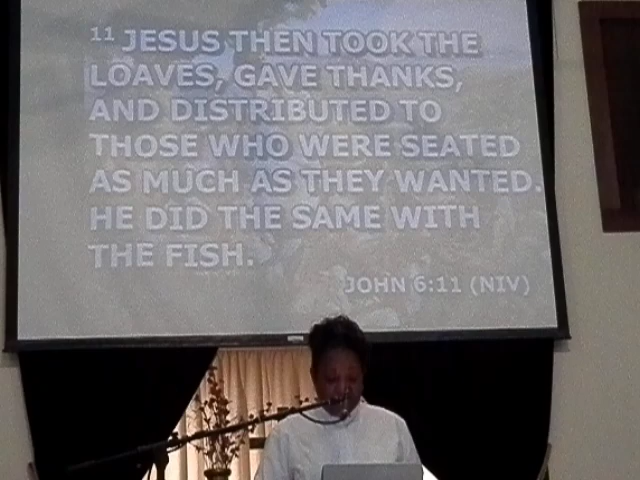 11 JESUS THEN TOOK THE
LOAVES, GAVE THANKS,
AND DISTRIBUTED TO
THOSE WHO WERE SEATED
AS MUCH AS THEY WANTED.
HE DID THE SAME WITH
THE FISH.
JOHN 6:11 (NIV)